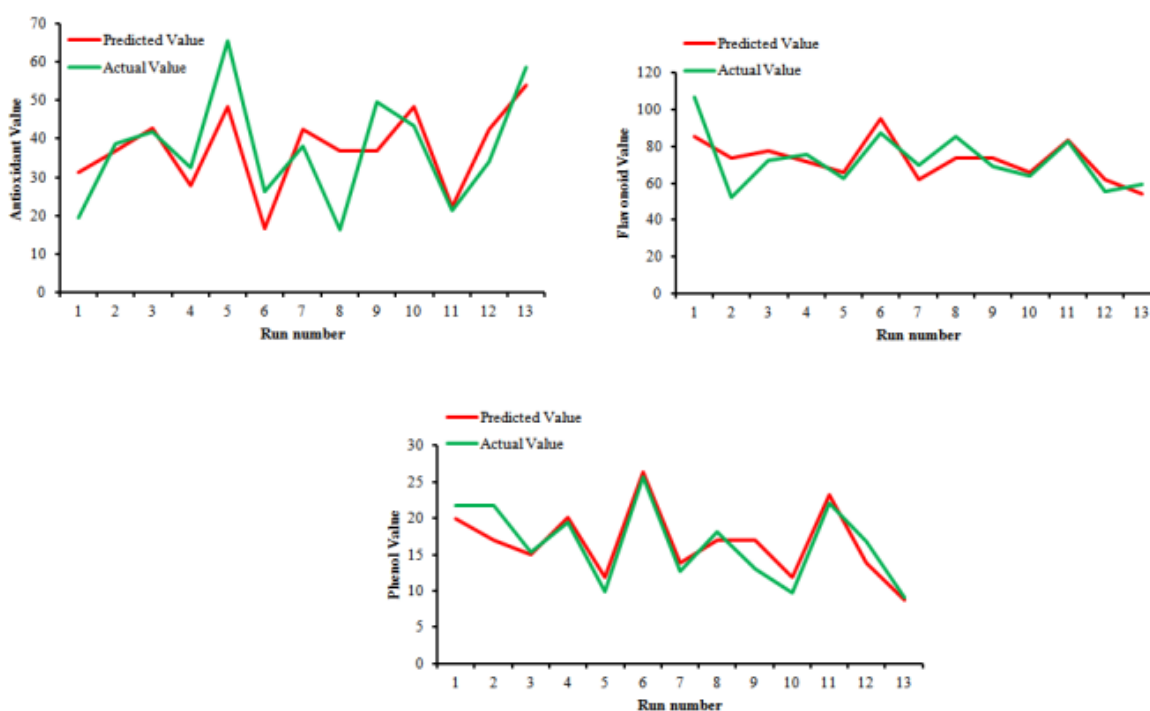 70
60
50
40
30
20
10
0
Antioxidant Value
Predicted Value
Actual Value
1 2 3 4 5 6 7 8 9 10 11 12 13
Run number
Predicted Value
Actual Value
120
100
80
60
40
20
0
Flavonoid Value
1 2 3 4 5 6 7 8 9 10 11 12 13
Run number
Predicted Value
Actual Value
30
25
20
15
10
5
0
Phenol Value
1 2 3 4 5 6 7 8 9 10 11 12 13
Run number